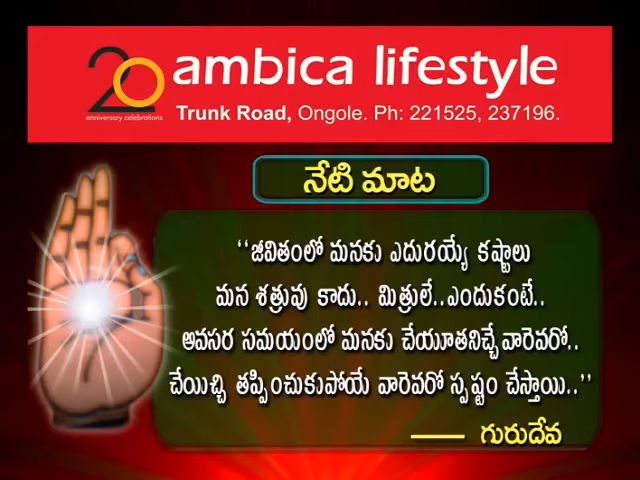 20 ambica lifestyle
anniversary celebrations
Trunk Road, Ongole. Ph: 221525, 237196.
నేటి మాట
“జీవితంలో మనకు ఎదురయ్యే కష్టాలు
మన శత్రువు కాదు.. మిత్రులే..ఎందుకంటే..
అవసర సమయంలో మనకు చేయూతనిచ్చే వారెవరో..
చేయిచ్చి తప్పించుకుపోయే వారెవరో స్పష్టం చేస్తాయి..”
—— గురుదేవ